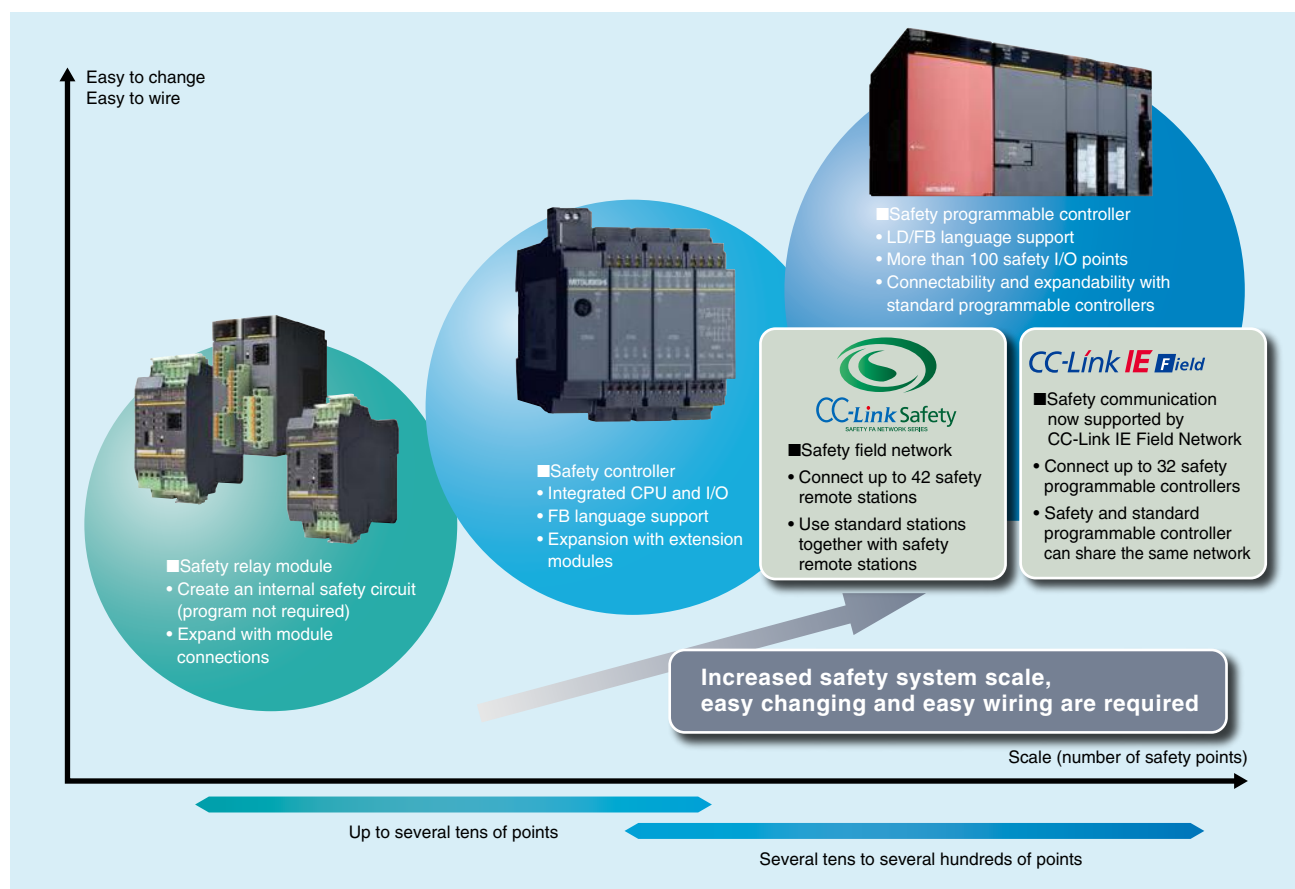 Easy to change
Easy to wire
MITSUBISHI
■Safety programmable controller
• LD/FB language support
• More than 100 safety I/O points
• Connectability and expandability with
standard programmable controllers
MITSUBISHI
CC-Link Safety
SAFETY FA NETWORK SERIES
■Safety field network
• Connect up to 42 safety
remote stations
• Use standard stations
together with safety
remote stations
CC-Link IE Field
■Safety communication
now supported by
CC-Link IE Field Network
• Connect up to 32 safety
programmable controllers
• Safety and standard
programmable controller
can share the same network
■Safety controller
• Integrated CPU and I/O
• FB language support
• Expansion with extension
modules
■Safety relay module
• Create an internal safety circuit
(program not required)
• Expand with module
connections
Increased safety system scale,
easy changing and easy wiring are required
Scale (number of safety points)
Up to several tens of points
Several tens to several hundreds of points